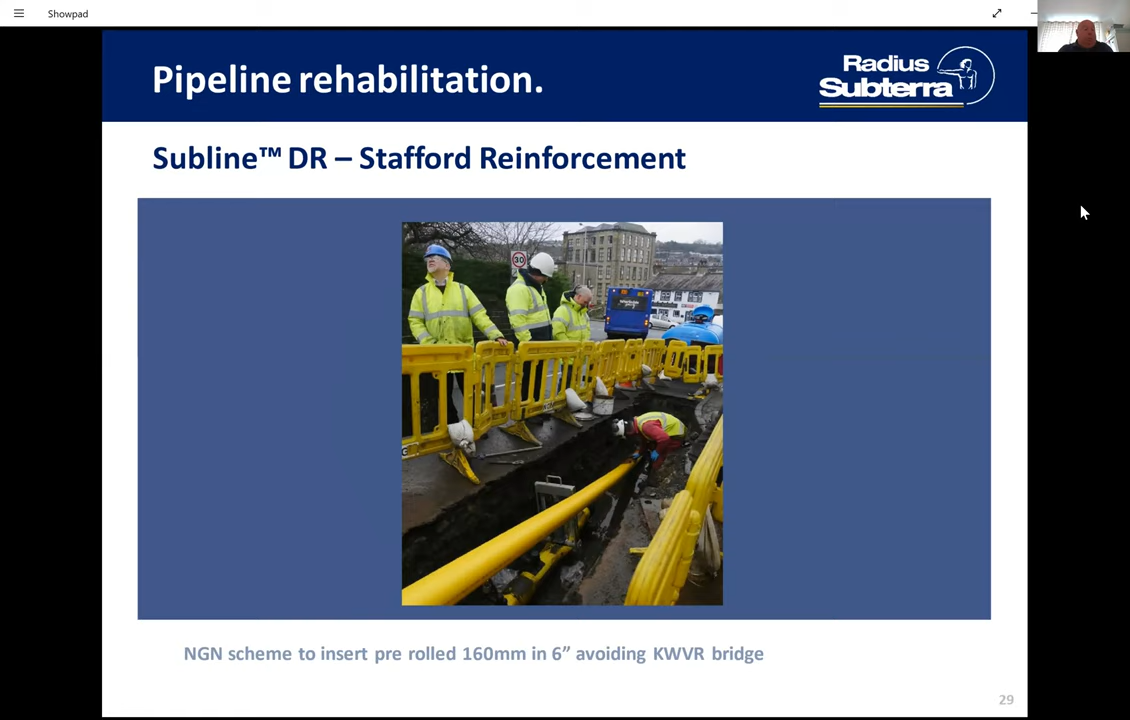 Showpad
Pipeline rehabilitation.
Radius
Subterra
Subline™ DR – Stafford Reinforcement
30
NGN scheme to insert pre rolled 160mm in 6” avoiding KWVR bridge
29